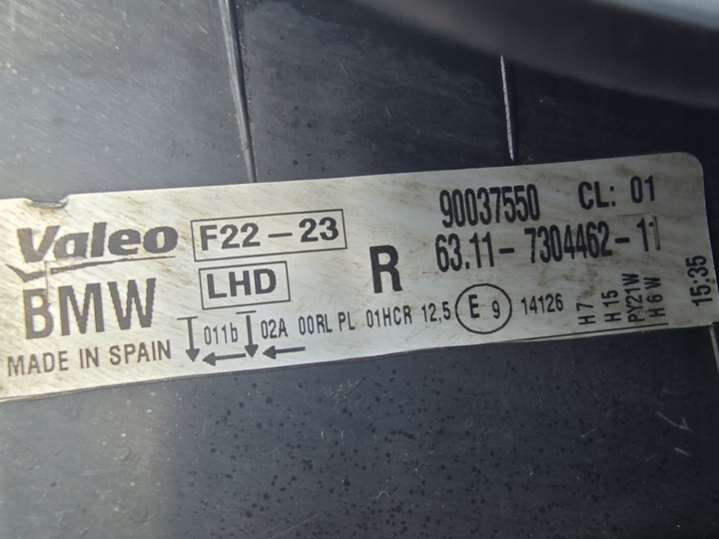 Valeo F22-23 R 90037550 CL: 01
BMW LHD 63.11-7304462-11
MADE IN SPAIN 011b 02A 00RL PL 01HCR 12,5 E 9 14126
H7
H15
PY21W
H6W
15:35